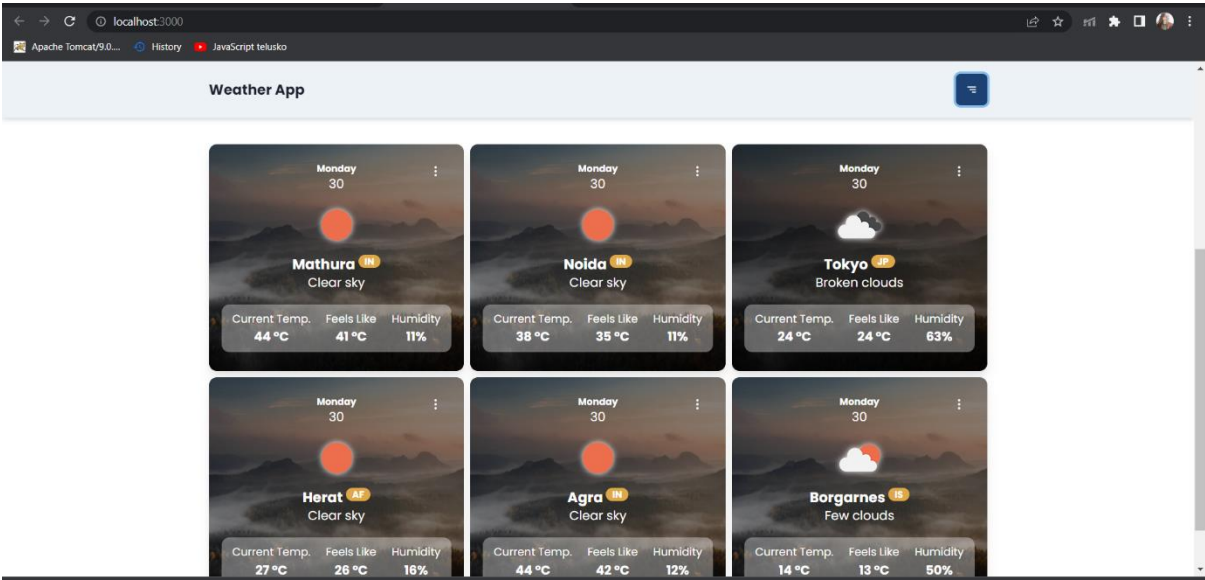 localhost:3000
Apache Tomcat/9.0.... History JavaScript telusko
Weather App
Monday
30
Mathura IN
Clear sky
Current Temp. Feels Like Humidity
44 °C 41 °C 11%
Monday
30
Noida IN
Clear sky
Current Temp. Feels Like Humidity
38 °C 35 °C 11%
Monday
30
Tokyo JP
Broken clouds
Current Temp. Feels Like Humidity
24 °C 24 °C 63%
Monday
30
Herat AF
Clear sky
Current Temp. Feels Like Humidity
27 °C 26 °C 16%
Monday
30
Agra IN
Clear sky
Current Temp. Feels Like Humidity
44 °C 42 °C 12%
Monday
30
Borgarnes IS
Few clouds
Current Temp. Feels Like Humidity
14 °C 13 °C 50%